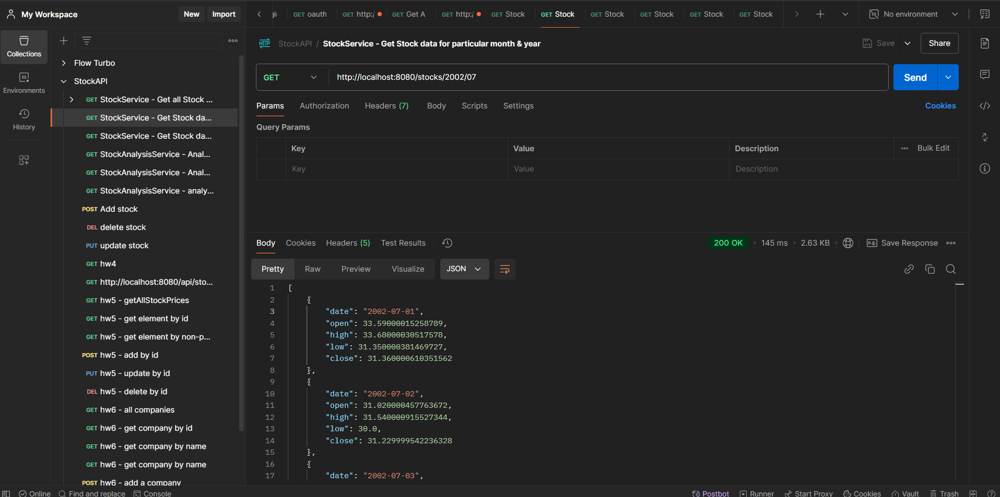 My Workspace
New
Import
GET oauth
GET http:/
GET Get A
GET http:/
GET Stock
GET Stock
GET Stock
GET Stock
GET Stock
GET Stock
No environment
Collections
Environments
History
Flow Turbo
StockAPI
GET StockService - Get all Stock ...
GET StockService - Get Stock da...
GET StockService - Get Stock da...
GET StockAnalysisService - Anal...
GET StockAnalysisService - Anal...
GET StockAnalysisService - analy...
POST Add stock
DEL delete stock
PUT update stock
GET hw4
GET http://localhost:8080/api/sto...
GET hw5 - getAllStockPrices
GET hw5 - get element by id
GET hw5 - get element by non-p...
POST hw5 - add by id
PUT hw5 - update by id
DEL hw5 - delete by id
GET hw6 - all companies
GET hw6 - get company by id
GET hw6 - get company by name
GET hw6 - get company by name
POST hw6 - add a company
HTTP StockAPI / StockService - Get Stock data for particular month & year
Save
Share
GET http://localhost:8080/stocks/2002/07
Send
Params Authorization Headers (7) Body Scripts Settings
Cookies
Query Params
Key Value Description Bulk Edit
Key Value Description
Body Cookies Headers (5) Test Results
200 OK • 145 ms • 2.63 KB • e.g. Save Response
Pretty Raw Preview Visualize JSON
1 [
2 {
3 "date": "2002-07-01",
4 "open": 33.59000015258789,
5 "high": 33.68000030517578,
6 "low": 31.350000381469727,
7 "close": 31.360000610351562
8 },
9 {
10 "date": "2002-07-02",
11 "open": 31.020000457763672,
12 "high": 31.540000915527344,
13 "low": 30.0,
14 "close": 31.229999542236328
15 },
16 {
17 "date": "2002-07-03",
Online Find and replace Console
Postbot Runner Start Proxy Cookies Vault Trash